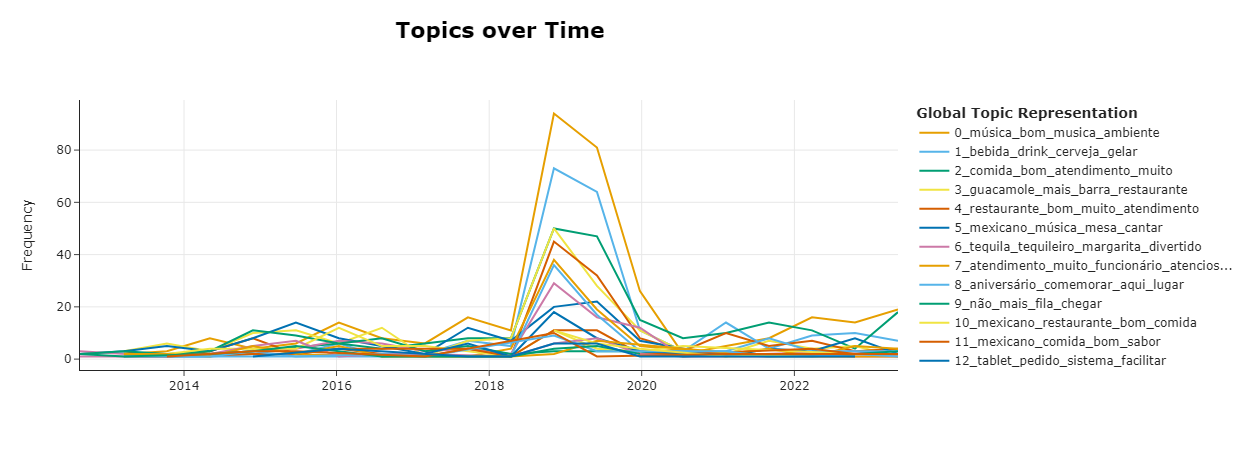 Topics over Time
Global Topic Representation
0_música_bom_musica_ambiente
1_bebida_drink_cerveja_gelar
2_comida_bom_atendimento_muito
3_guacamole_mais_barra_restaurante
4_restaurante_bom_muito_atendimento
5_mexicano_música_mesa_cantar
6_tequila_tequileiro_margarita_divertido
7_atendimento_muito_funcionário_atencios...
8_aniversário_comemorar_aqui_lugar
9_não_mais_fila_chegar
10_mexicano_restaurante_bom_comida
11_mexicano_comida_bom_sabor
12_tablet_pedido_sistema_facilitar
Frequency
80
60
40
20
0
2014 2016 2018 2020 2022